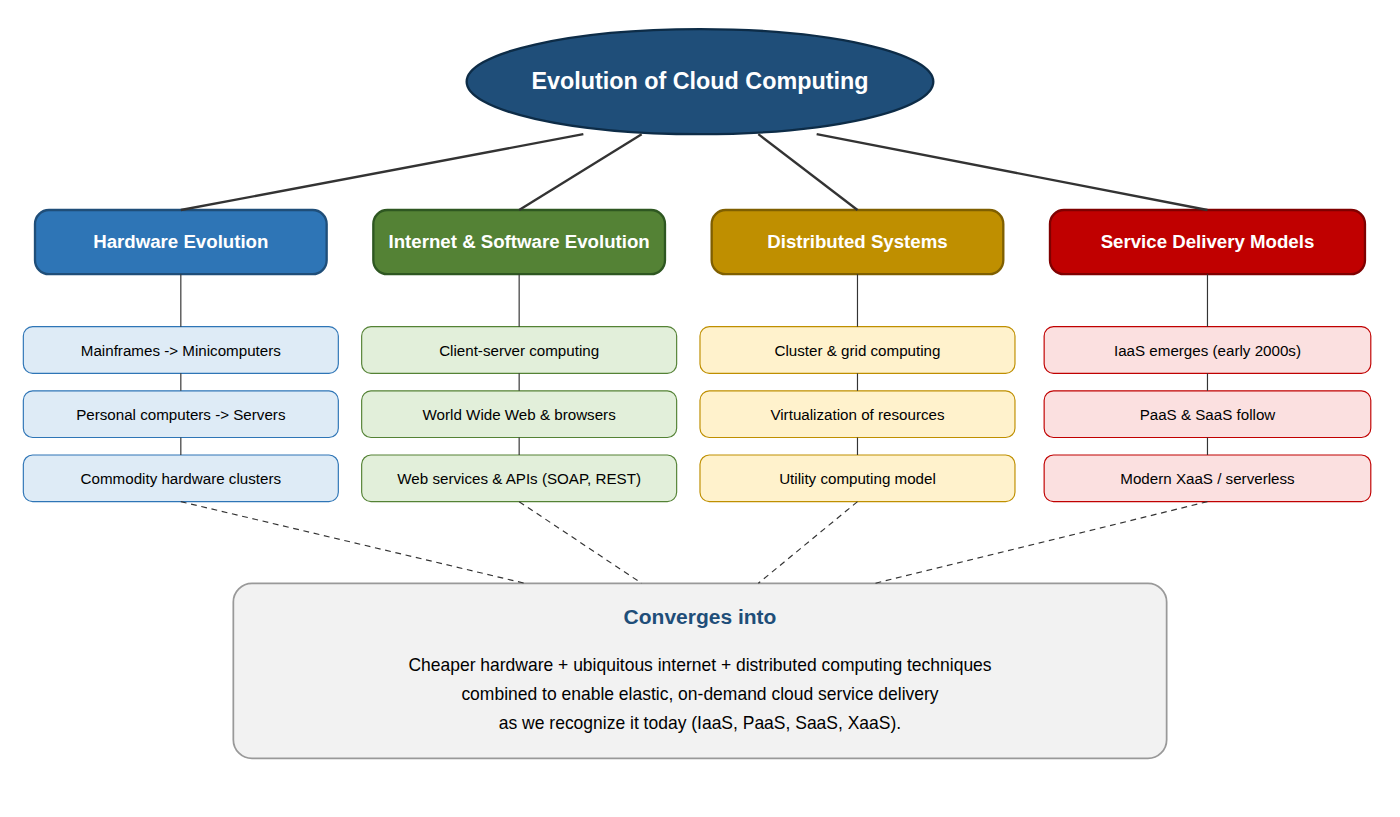 Evolution of Cloud Computing
Hardware Evolution
Mainframes -> Minicomputers
Personal computers -> Servers
Commodity hardware clusters
Internet & Software Evolution
Client-server computing
World Wide Web & browsers
Web services & APIs (SOAP, REST)
Distributed Systems
Cluster & grid computing
Virtualization of resources
Utility computing model
Service Delivery Models
IaaS emerges (early 2000s)
PaaS & SaaS follow
Modern XaaS / serverless
Converges into
Cheaper hardware + ubiquitous internet + distributed computing techniques
combined to enable elastic, on-demand cloud service delivery
as we recognize it today (IaaS, PaaS, SaaS, XaaS).